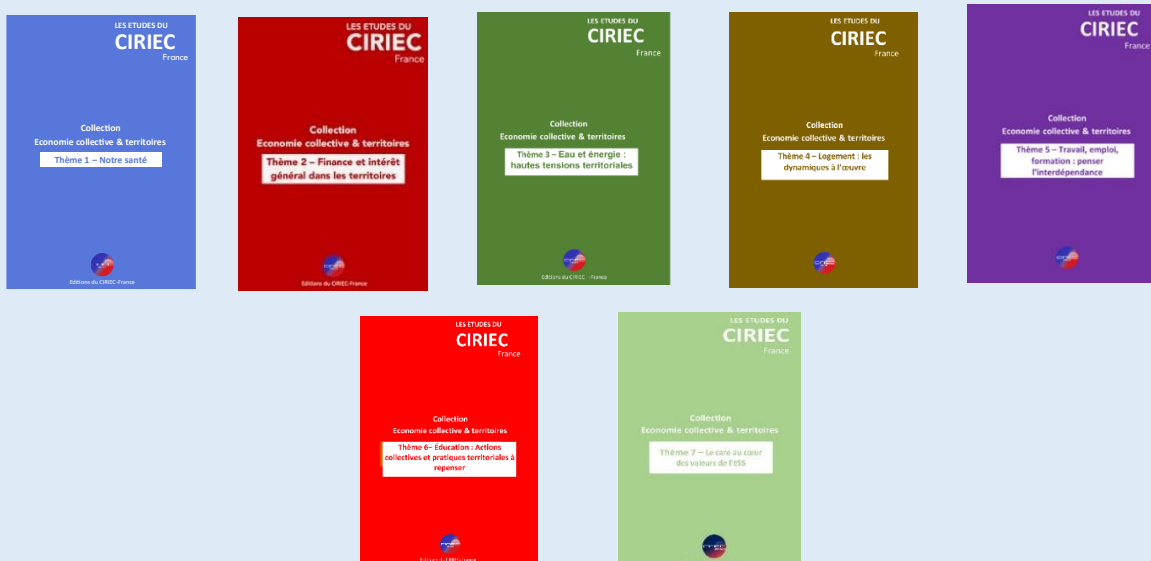 LES ETUDES DU
CIRIEC
France
Collection
Economie collective & territoires
Thème 1 – Notre santé
Editions du CIRIEC-France
LES ETUDES DU
CIRIEC
France
Collection
Economie collective & territoires
Thème 2 – Finance et intérêt
général dans les territoires
Editions du CIRIEC-France
LES ETUDES DU
CIRIEC
France
Collection
Economie collective & territoires
Thème 3 – Eau et énergie :
hautes tensions territoriales
Editions du CIRIEC - France
LES ETUDES DU
CIRIEC
France
Collection
Economie collective & territoires
Thème 4 – Logement : les
dynamiques à l'œuvre
LES ETUDES DU
CIRIEC
France
Collection
Economie collective & territoires
Thème 5 – Travail, emploi,
formation : penser
l'interdépendance
LES ETUDES DU
CIRIEC
France
Collection
Economie collective & territoires
Thème 6– Éducation : Actions
collectives et pratiques territoriales à
repenser
Editions du CIRIEC-France
LES ETUDES DU
CIRIEC
France
Collection
Economie collective & territoires
Thème 7 – Le care au cœur
des valeurs de l'ESS